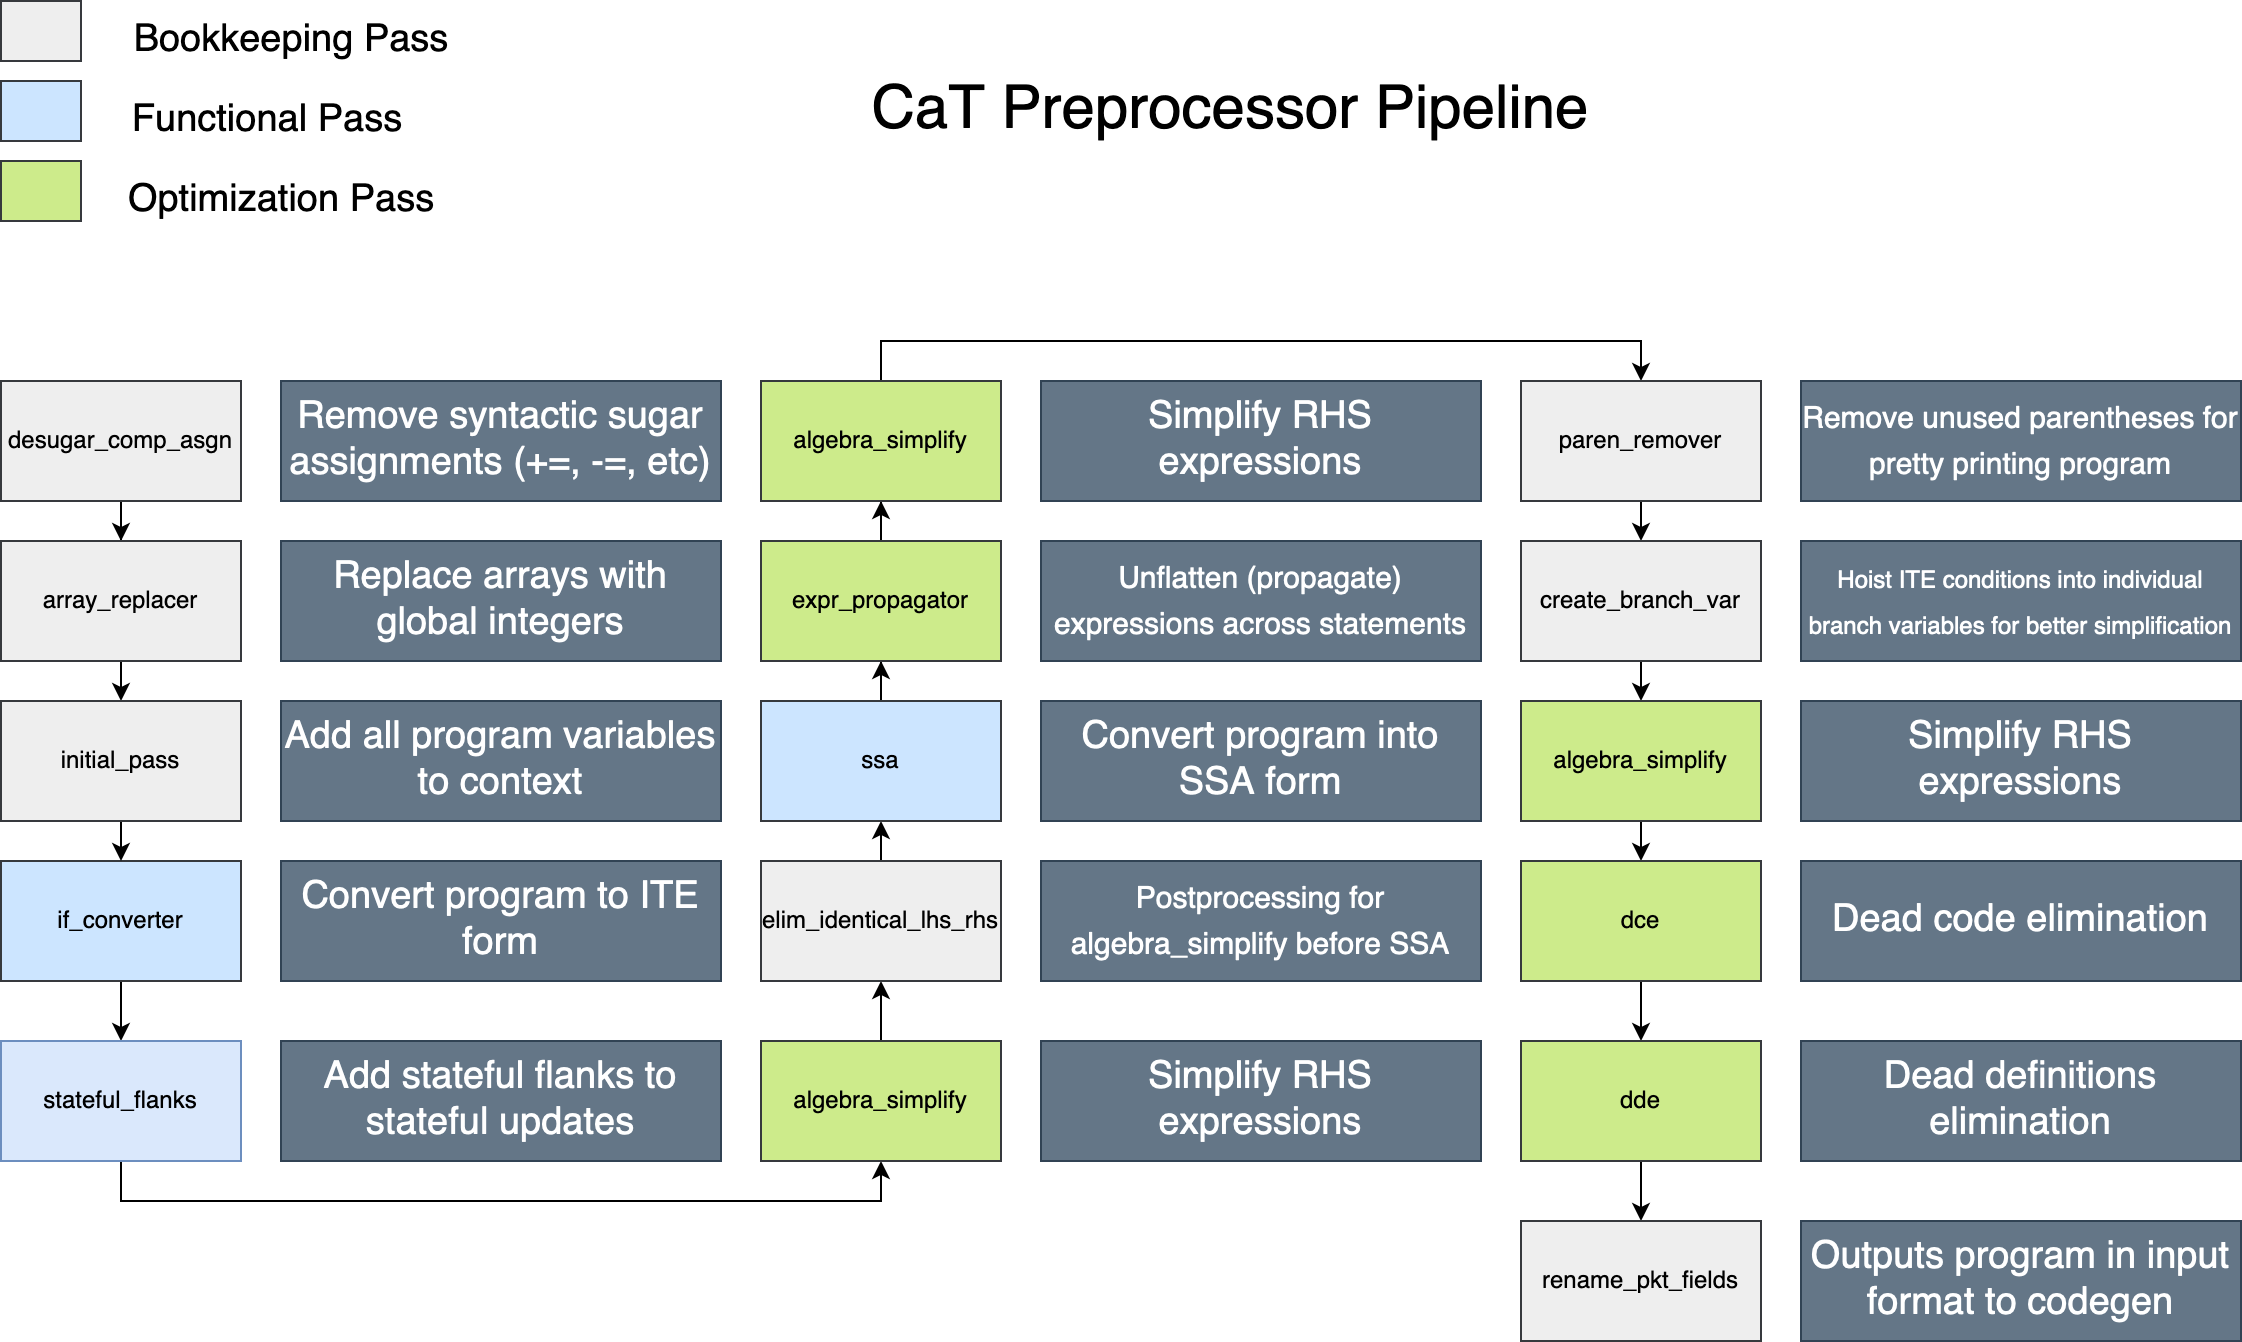 Bookkeeping Pass
Functional Pass
Optimization Pass
CaT Preprocessor Pipeline
desugar_comp_asgn
Remove syntactic sugar
assignments (+=, -=, etc)
array_replacer
Replace arrays with
global integers
initial_pass
Add all program variables
to context
if_converter
Convert program to ITE
form
stateful_flanks
Add stateful flanks to
stateful updates
algebra_simplify
Simplify RHS
expressions
expr_propagator
Unflatten (propagate)
expressions across statements
ssa
Convert program into
SSA form
elim_identical_lhs_rhs
Postprocessing for
algebra_simplify before SSA
algebra_simplify
Simplify RHS
expressions
paren_remover
Remove unused parentheses for
pretty printing program
create_branch_var
Hoist ITE conditions into individual
branch variables for better simplification
algebra_simplify
Simplify RHS
expressions
dce
Dead code elimination
dde
Dead definitions
elimination
rename_pkt_fields
Outputs program in input
format to codegen